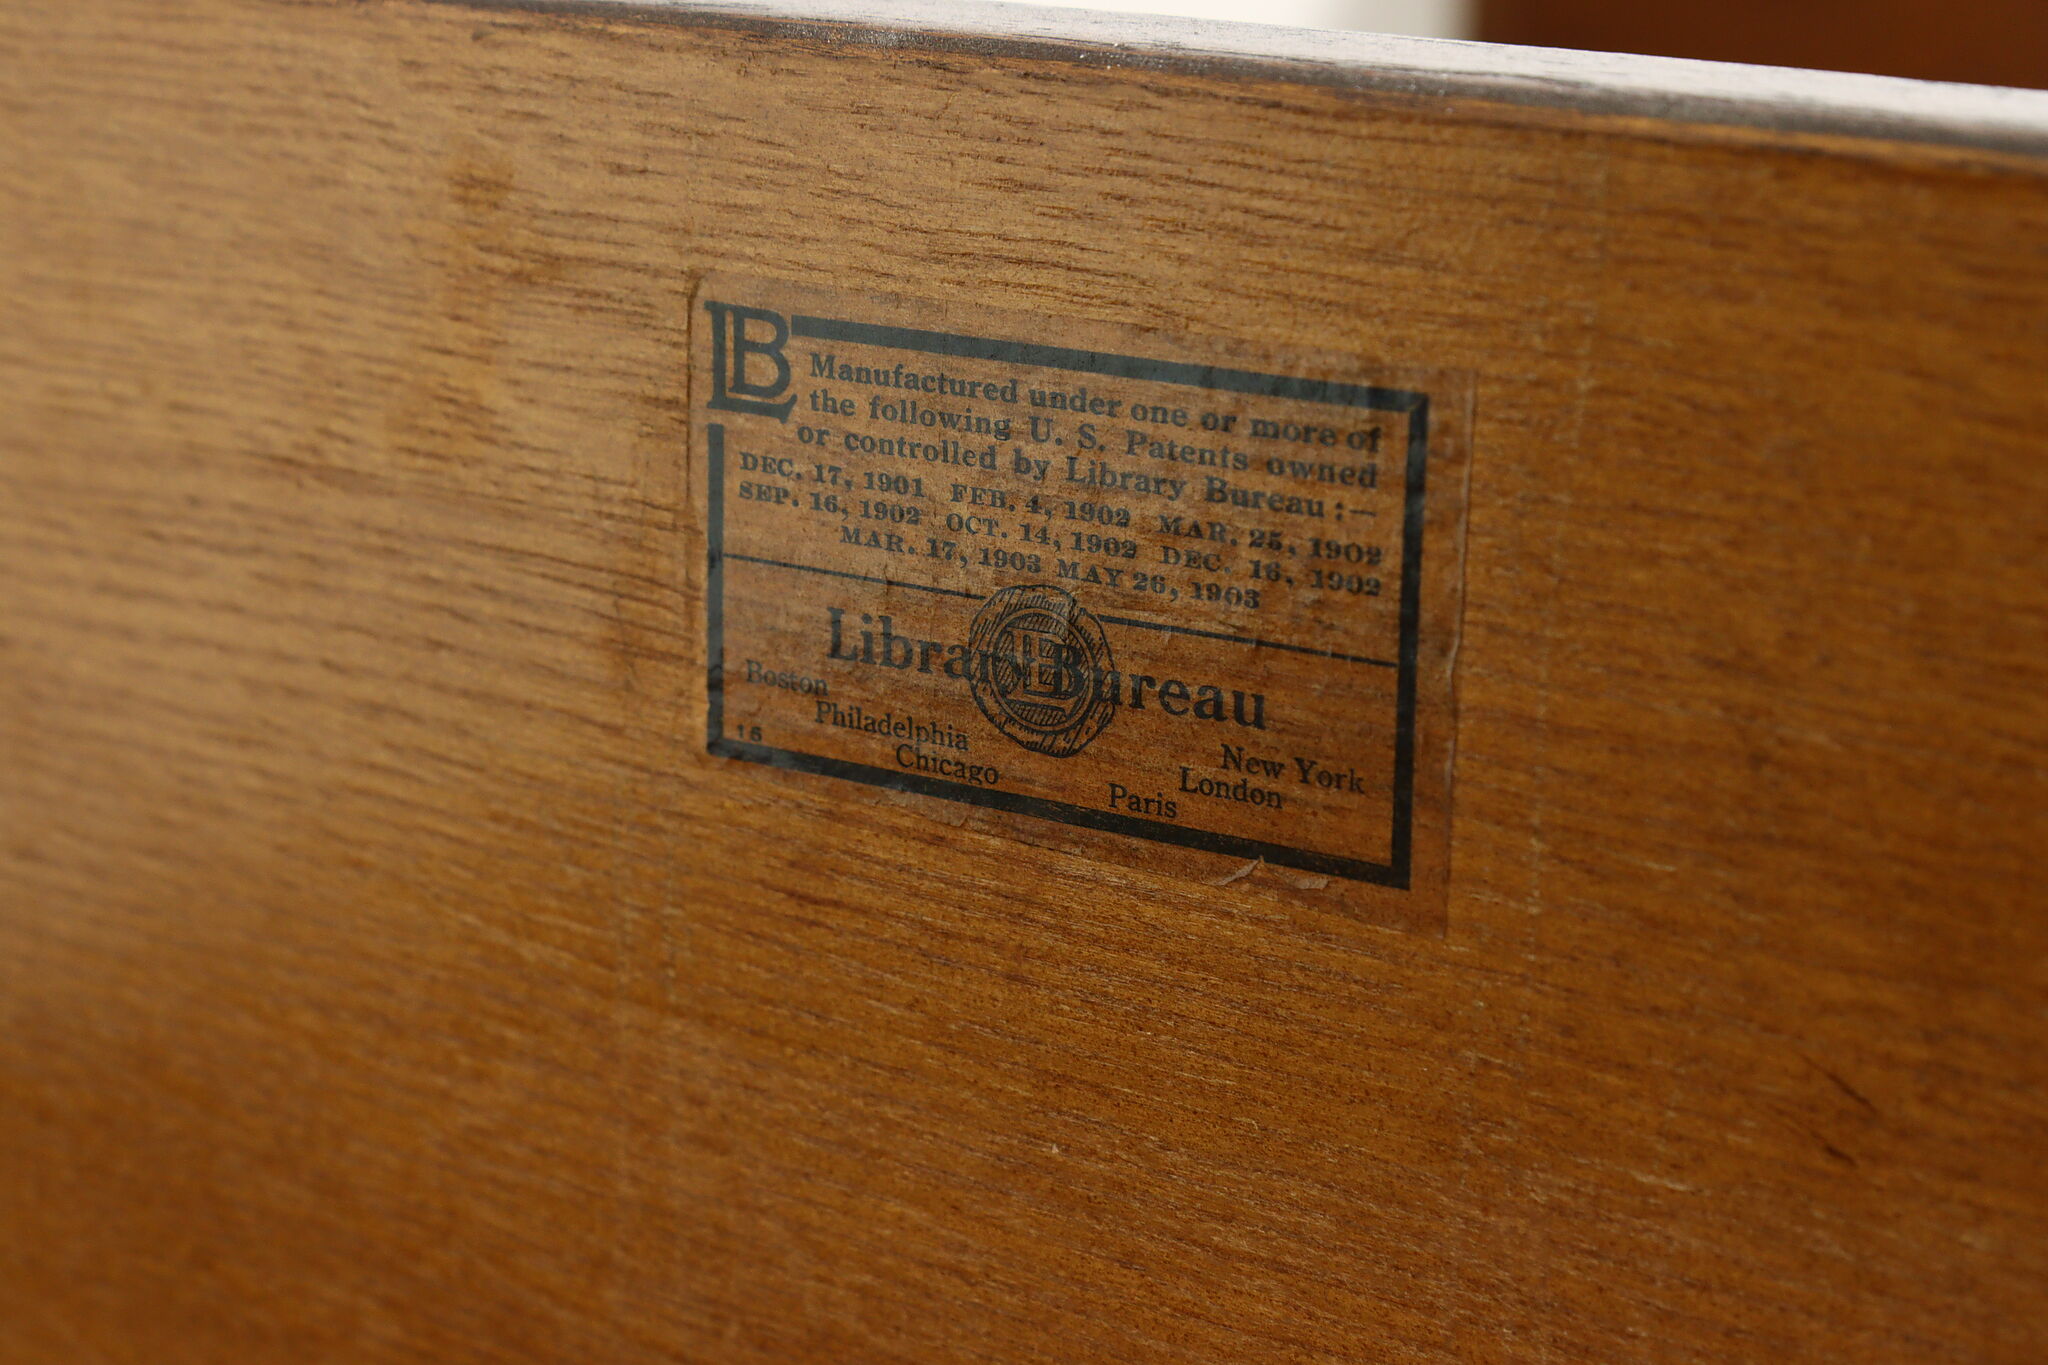 LB
Manufactured under one or more of
the following U. S. Patents owned
or controlled by Library Bureau:—
DEC. 17, 1901 FEB. 4, 1902 MAR. 25, 1902
SEP. 16, 1902 OCT. 14, 1902 DEC. 16, 1902
MAR. 17, 1903 MAY 26, 1903
Library Bureau
LB
Boston
Philadelphia
Chicago
New York
London
Paris
15